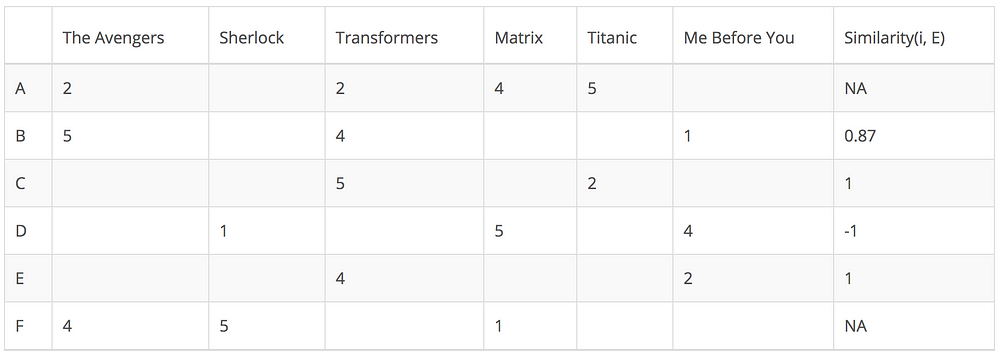 The Avengers Sherlock Transformers Matrix Titanic Me Before You Similarity(i, E)
A 2 2 4 5 NA
B 5 4 1 0.87
C 5 2 1
D 1 5 4 -1
E 4 2 1
F 4 5 1 NA